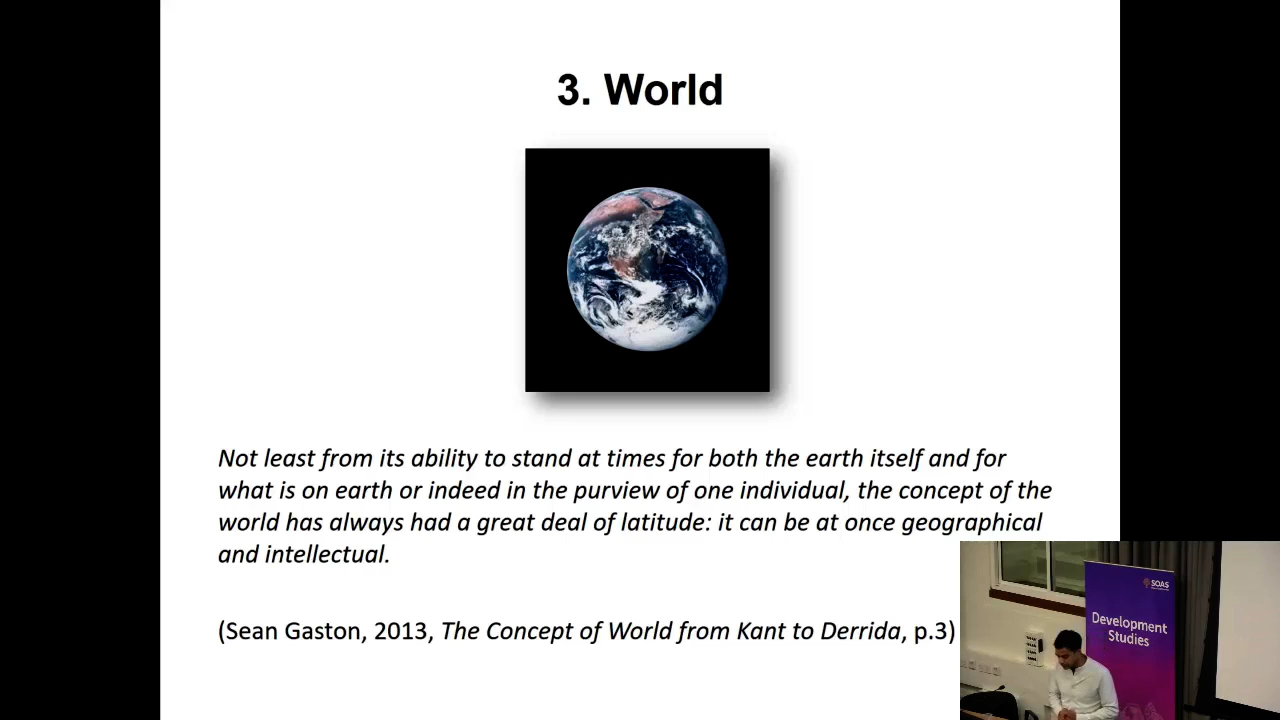 3. World
Not least from its ability to stand at times for both the earth itself and for
what is on earth or indeed in the purview of one individual, the concept of the
world has always had a great deal of latitude: it can be at once geographical
and intellectual.
(Sean Gaston, 2013, The Concept of World from Kant to Derrida, p.3)
SOAS
Development
Studies